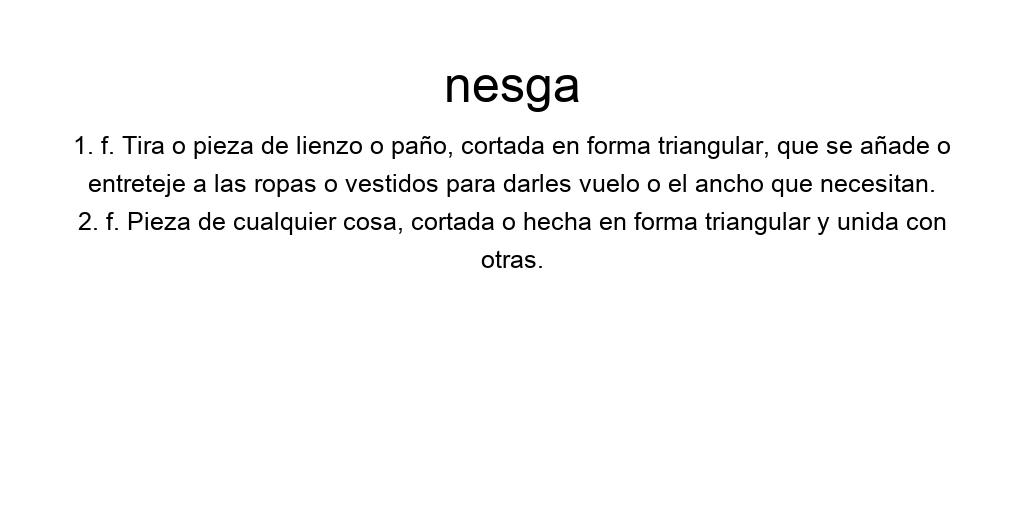 nesga
1. f. Tira o pieza de lienzo o paño, cortada en forma triangular, que se añade o
entreteje a las ropas o vestidos para darles vuelo o el ancho que necesitan.
2. f. Pieza de cualquier cosa, cortada o hecha en forma triangular y unida con
otras.